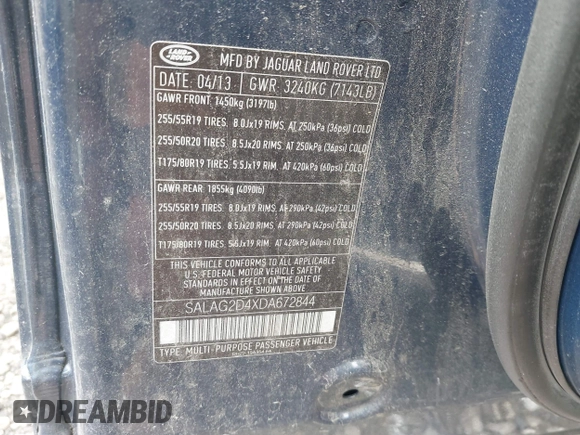 LAND-ROVER
MFD BY JAGUAR LAND ROVER LTD
DATE: 04/13 GWR 3240KG (7143LB)
GAWR FRONT 1450kg (3197lb)
255/55R19 TIRES. 8.0Jx19 RIMS. AT 250kPa (36psi) COLD
255/50R20 TIRES. 8.5Jx20 RIMS. AT 250kPa (36psi) COLD
T175/80R19 TIRES. 5.5Jx19 RIM. AT 420kPa (60psi) COLD
GAWR REAR 1855kg (4090lb)
255/55R19 TIRES. 8.0Jx19 RIMS. AT 290kPa (42psi) COLD
255/50R20 TIRES. 8.5Jx20 RIMS. AT 290kPa (42psi) COLD
T175/80R19 TIRES. 5.5Jx19 RIM. AT 420kPa (60psi) COLD
THIS VEHICLE CONFORMS TO ALL APPLICABLE
U.S. FEDERAL MOTOR VEHICLE SAFETY
STANDARDS IN EFFECT ON THE DATE OF
MANUFACTURE SHOWN ABOVE.
SALAG2D4XDA672844
TYPE: MULTI-PURPOSE PASSENGER VEHICLE
DREAMBID